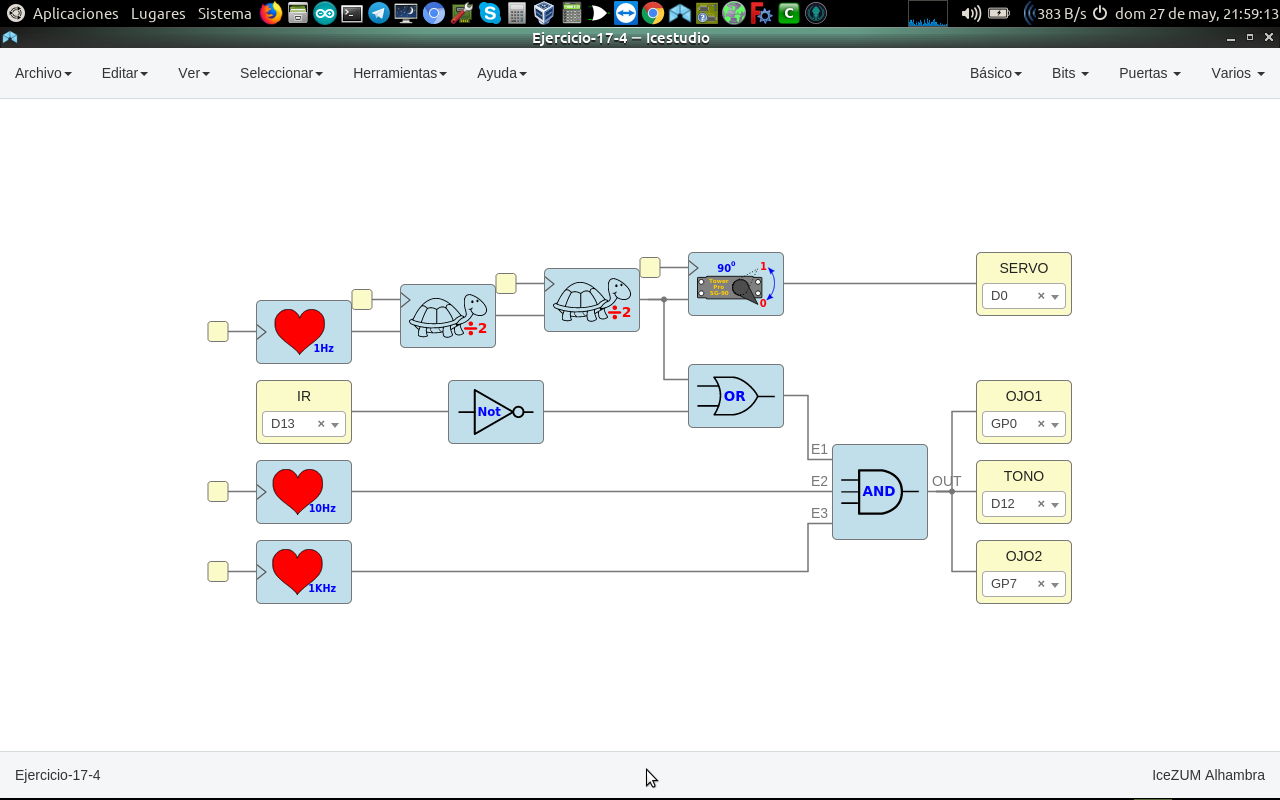 Aplicaciones Lugares Sistema 383 B/s dom 27 de may, 21:59:13
Ejercicio-17-4 — Icestudio
Archivo Editar Ver Seleccionar Herramientas Ayuda Básico Bits Puertas Varios
90º 1
Tower
Pro
SG-90
0
SERVO
D0 ×
÷2
÷2
1Hz
IR
D13 ×
Not
OR
OJO1
GP0 ×
E1
E2
E3
AND
OUT
10Hz
TONO
D12 ×
1KHz
OJO2
GP7 ×
Ejercicio-17-4 IceZUM Alhambra